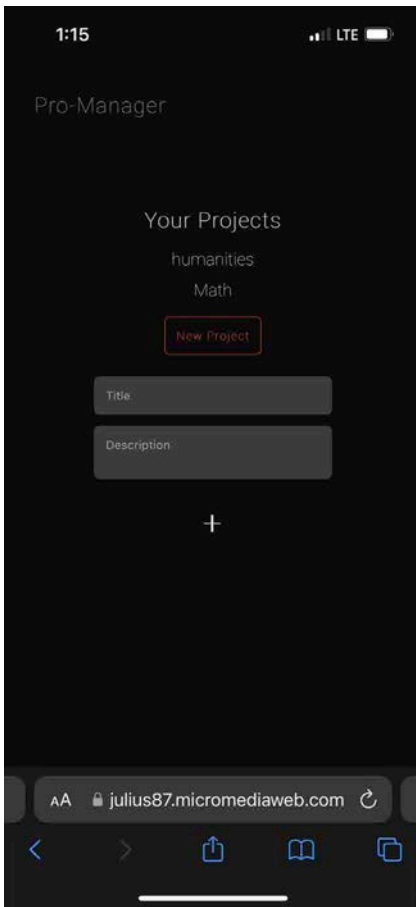 1:15 LTE
Pro-Manager
Your Projects
humanities
Math
New Project
Title
Description
AA julius87.micromediaweb.com